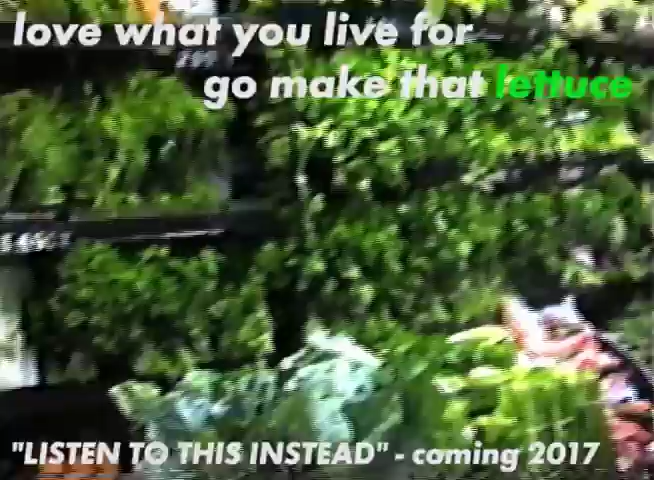 love what you live for
go make that lettuce
"LISTEN TO THIS INSTEAD" - coming 2017